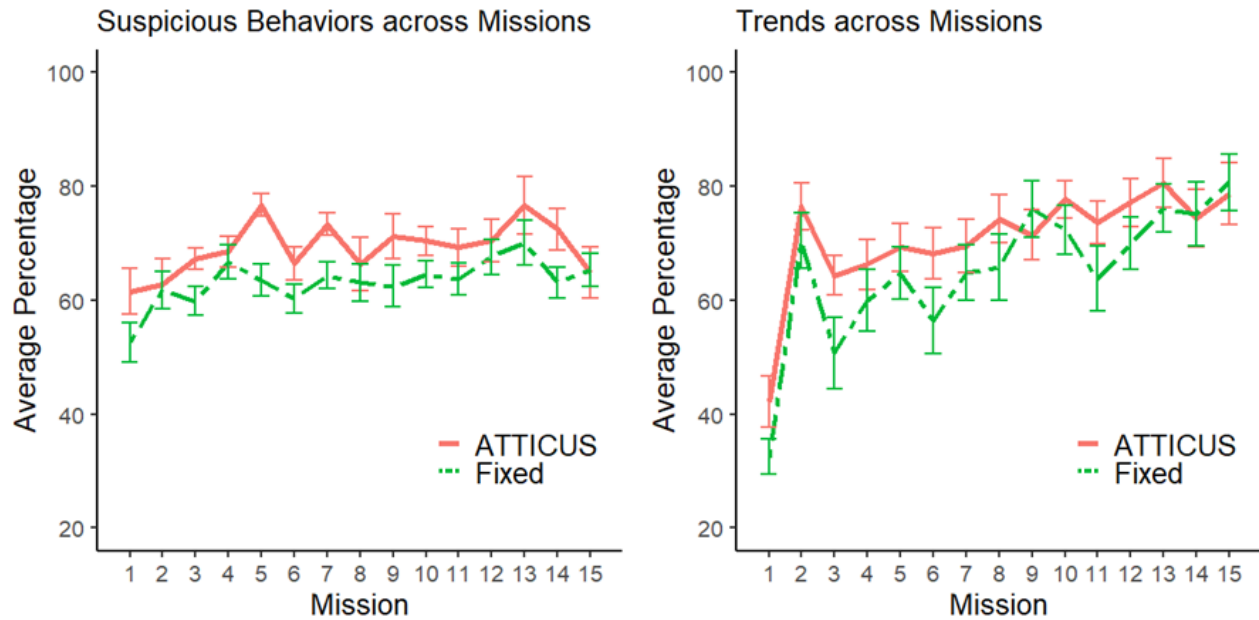 Suspicious Behaviors across Missions
100
80
60
40
20
Average Percentage
ATTICUS
Fixed
1 2 3 4 5 6 7 8 9 10 11 12 13 14 15
Mission
Trends across Missions
100
80
60
40
20
Average Percentage
ATTICUS
Fixed
1 2 3 4 5 6 7 8 9 10 11 12 13 14 15
Mission